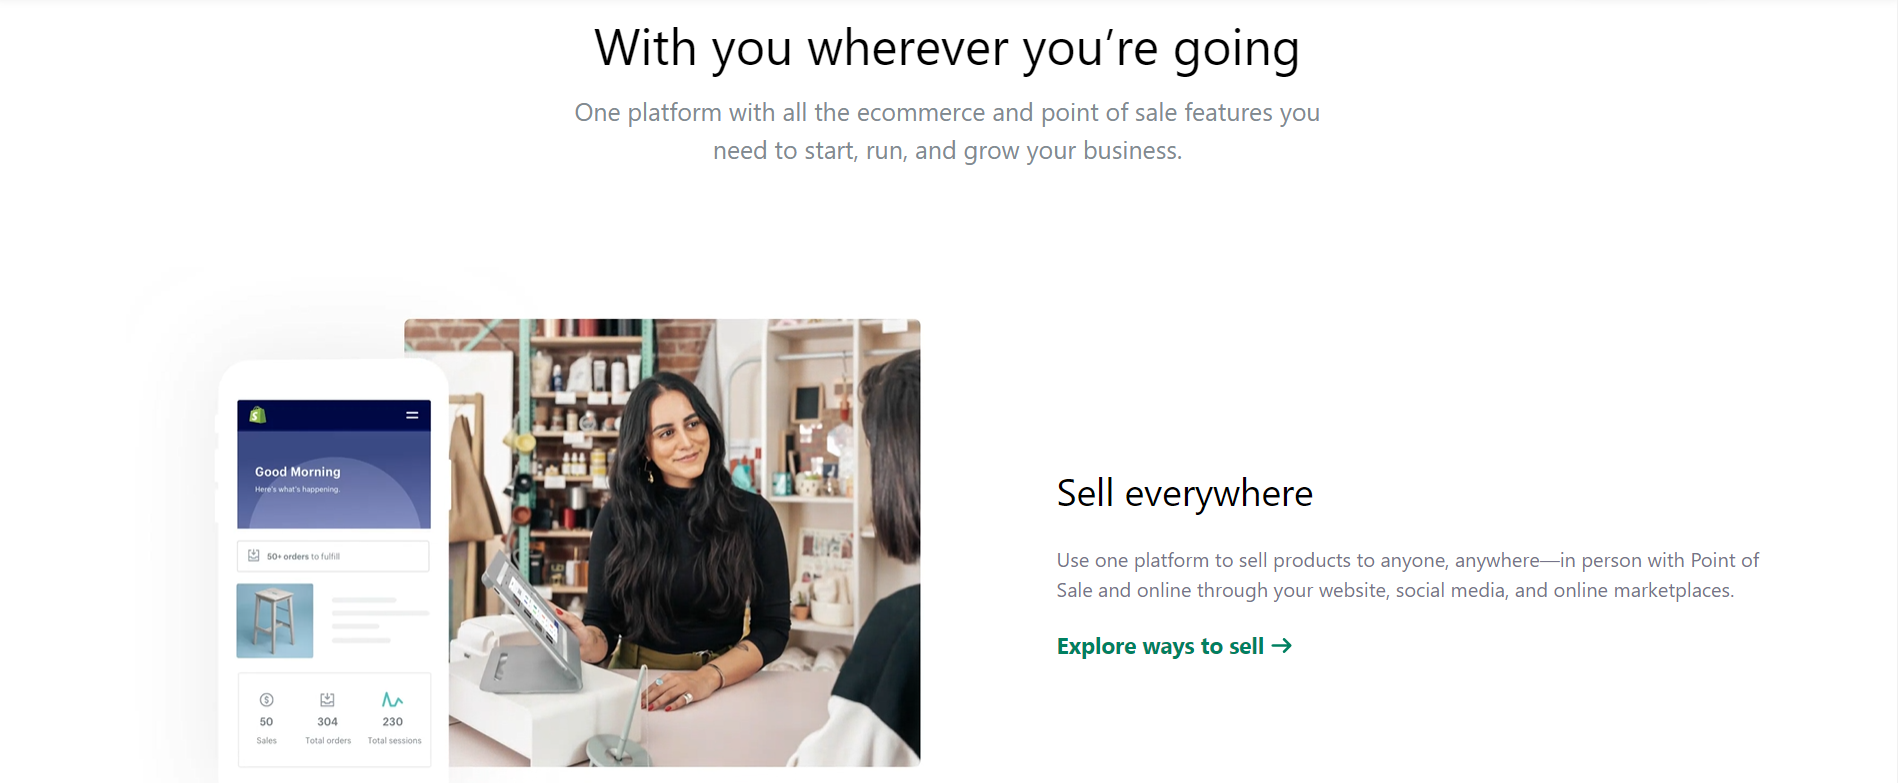 With you wherever you’re going
One platform with all the ecommerce and point of sale features you
need to start, run, and grow your business.
Good Morning
Here's what's happening.
50+ orders to fulfill
50
304
230
Sales
Total orders
Total sessions
Sell everywhere
Use one platform to sell products to anyone, anywhere—in person with Point of
Sale and online through your website, social media, and online marketplaces.
Explore ways to sell →